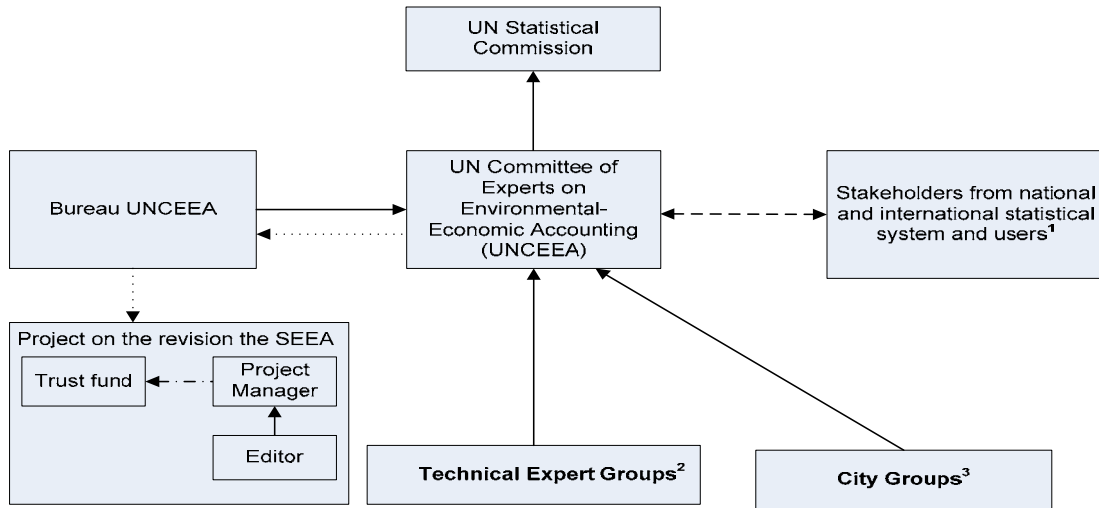 UN Statistical
Commission
Bureau UNCEEA
UN Committee of
Experts on
Environmental-
Economic Accounting
(UNCEEA)
Stakeholders from national
and international statistical
system and users¹
Project on the revision the SEEA
Trust fund
Project
Manager
Editor
Technical Expert Groups²
City Groups³